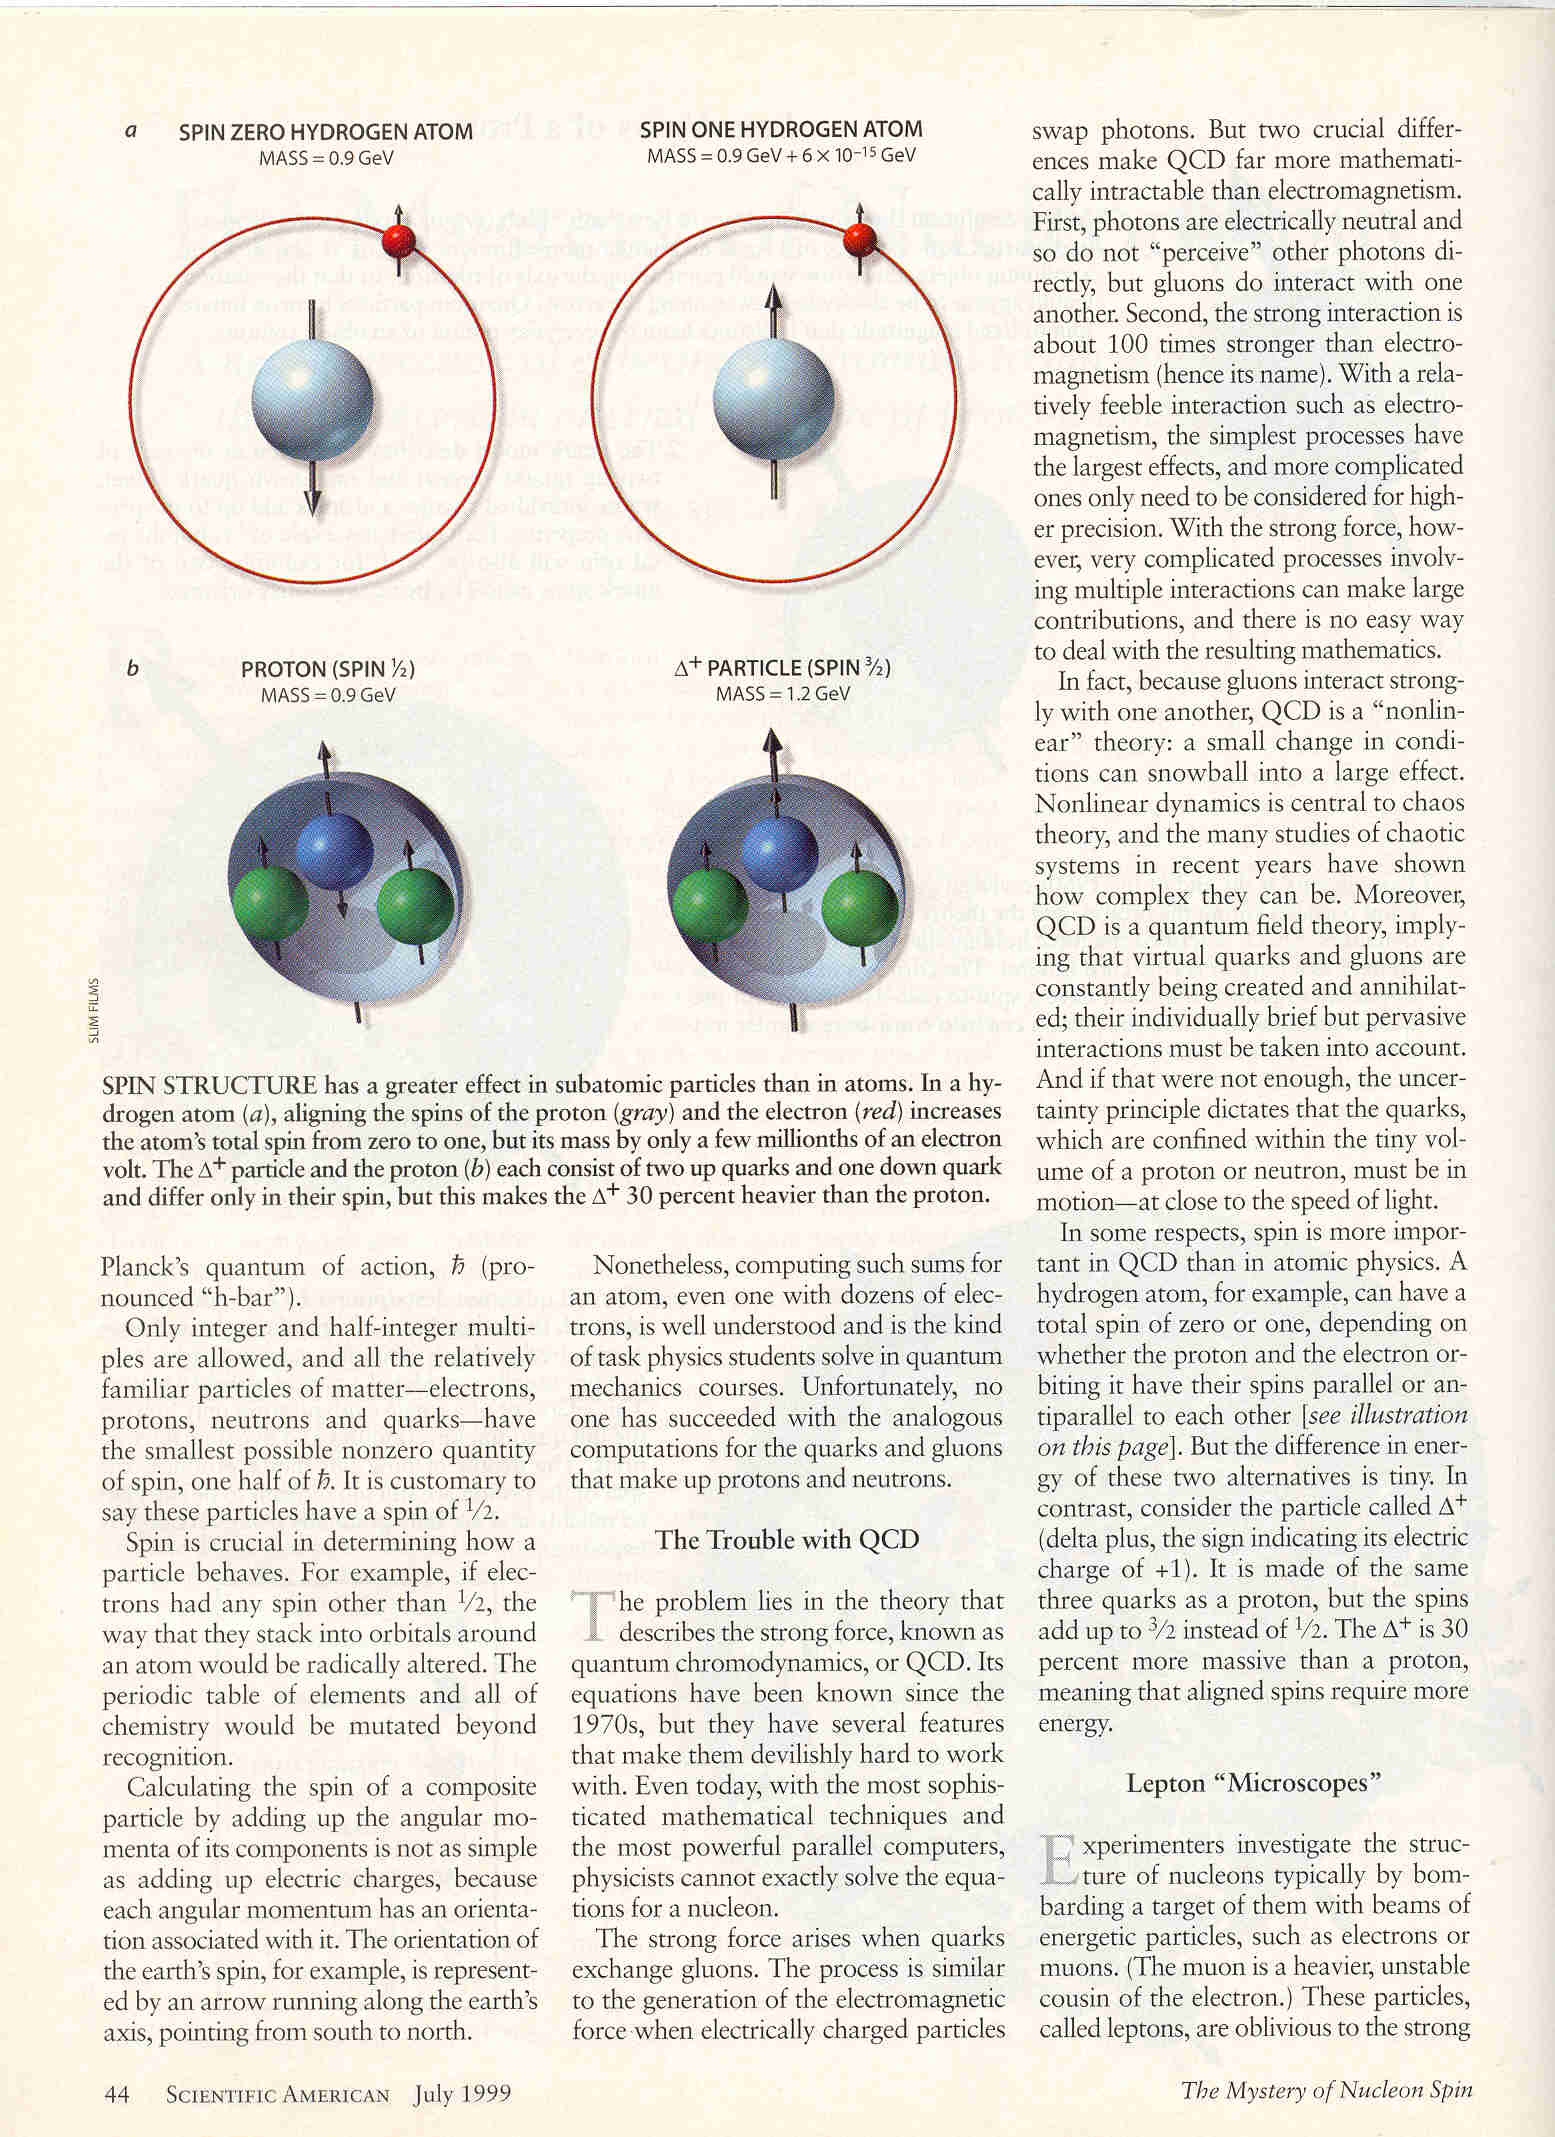 a
SPIN ZERO HYDROGEN ATOM
MASS = 0.9 GeV
SPIN ONE HYDROGEN ATOM
MASS = 0.9 GeV + 6 × 10⁻¹⁵ GeV
b
PROTON (SPIN ½)
MASS = 0.9 GeV
Δ⁺ PARTICLE (SPIN ³⁄₂)
MASS = 1.2 GeV
SLIM FILMS
SPIN STRUCTURE has a greater effect in subatomic particles than in atoms. In a hy-
drogen atom (a), aligning the spins of the proton (gray) and the electron (red) increases
the atom's total spin from zero to one, but its mass by only a few millionths of an electron
volt. The Δ⁺ particle and the proton (b) each consist of two up quarks and one down quark
and differ only in their spin, but this makes the Δ⁺ 30 percent heavier than the proton.
Planck's quantum of action, ℏ (pro-
nounced “h-bar”).
Only integer and half-integer multi-
ples are allowed, and all the relatively
familiar particles of matter—electrons,
protons, neutrons and quarks—have
the smallest possible nonzero quantity
of spin, one half of ℏ. It is customary to
say these particles have a spin of ½.
Spin is crucial in determining how a
particle behaves. For example, if elec-
trons had any spin other than ½, the
way that they stack into orbitals around
an atom would be radically altered. The
periodic table of elements and all of
chemistry would be mutated beyond
recognition.
Calculating the spin of a composite
particle by adding up the angular mo-
menta of its components is not as simple
as adding up electric charges, because
each angular momentum has an orienta-
tion associated with it. The orientation of
the earth's spin, for example, is represent-
ed by an arrow running along the earth's
axis, pointing from south to north.
Nonetheless, computing such sums for
an atom, even one with dozens of elec-
trons, is well understood and is the kind
of task physics students solve in quantum
mechanics courses. Unfortunately, no
one has succeeded with the analogous
computations for the quarks and gluons
that make up protons and neutrons.
The Trouble with QCD
The problem lies in the theory that
describes the strong force, known as
quantum chromodynamics, or QCD. Its
equations have been known since the
1970s, but they have several features
that make them devilishly hard to work
with. Even today, with the most sophis-
ticated mathematical techniques and
the most powerful parallel computers,
physicists cannot exactly solve the equa-
tions for a nucleon.
The strong force arises when quarks
exchange gluons. The process is similar
to the generation of the electromagnetic
force when electrically charged particles
swap photons. But two crucial differ-
ences make QCD far more mathemati-
cally intractable than electromagnetism.
First, photons are electrically neutral and
so do not “perceive” other photons di-
rectly, but gluons do interact with one
another. Second, the strong interaction is
about 100 times stronger than electro-
magnetism (hence its name). With a rela-
tively feeble interaction such as electro-
magnetism, the simplest processes have
the largest effects, and more complicated
ones only need to be considered for high-
er precision. With the strong force, how-
ever, very complicated processes involv-
ing multiple interactions can make large
contributions, and there is no easy way
to deal with the resulting mathematics.
In fact, because gluons interact strong-
ly with one another, QCD is a “nonlin-
ear” theory: a small change in condi-
tions can snowball into a large effect.
Nonlinear dynamics is central to chaos
theory, and the many studies of chaotic
systems in recent years have shown
how complex they can be. Moreover,
QCD is a quantum field theory, imply-
ing that virtual quarks and gluons are
constantly being created and annihilat-
ed; their individually brief but pervasive
interactions must be taken into account.
And if that were not enough, the uncer-
tainty principle dictates that the quarks,
which are confined within the tiny vol-
ume of a proton or neutron, must be in
motion—at close to the speed of light.
In some respects, spin is more impor-
tant in QCD than in atomic physics. A
hydrogen atom, for example, can have a
total spin of zero or one, depending on
whether the proton and the electron or-
biting it have their spins parallel or an-
tiparallel to each other [see illustration
on this page]. But the difference in ener-
gy of these two alternatives is tiny. In
contrast, consider the particle called Δ⁺
(delta plus, the sign indicating its electric
charge of +1). It is made of the same
three quarks as a proton, but the spins
add up to ³⁄₂ instead of ½. The Δ⁺ is 30
percent more massive than a proton,
meaning that aligned spins require more
energy.
Lepton “Microscopes”
Experimenters investigate the struc-
ture of nucleons typically by bom-
barding a target of them with beams of
energetic particles, such as electrons or
muons. (The muon is a heavier, unstable
cousin of the electron.) These particles,
called leptons, are oblivious to the strong
44 SCIENTIFIC AMERICAN July 1999
The Mystery of Nucleon Spin